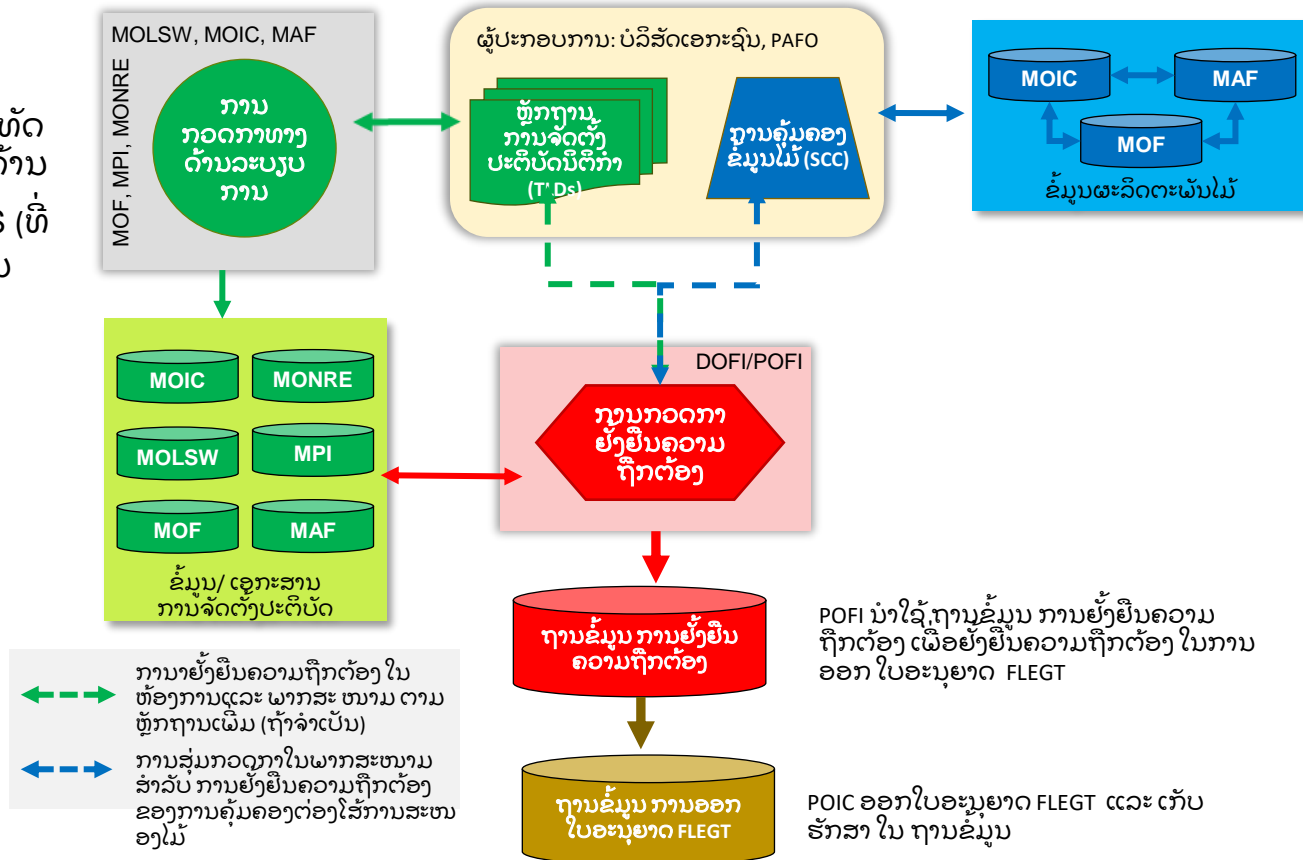 MOLSW, MOIC, MAF
MOF, MPI, MONRE
ການ
ກວດກາທາງ
ດ້ານລະບຽບ
ການ
ຜູ້ປະກອບການ: ບໍລິສັດເອກະຊົນ, PAFO
ຫຼັກຖານ
ການຈັດຕັ້ງ
ປະຕິບັດນິຕິກຳ
ການຄຸ້ມຄອງ
ຂໍ້ມູນໄມ້ (SCC)
MOIC
MAF
MOF
ຂໍ້ມູນຜະລິດຕະພັນໄມ້
ທັດ
ດ້ານ
S (ທີ່
MOIC
MONRE
MOLSW
MPI
MOF
MAF
ຂໍ້ມູນ/ ເອກະສານ
ການຈັດຕັ້ງປະຕິບັດ
DOFI/POFI
ການກວດກາ
ຢັ້ງຢືນຄວາມ
ຖືກຕ້ອງ
ຖານຂໍ້ມູນ ການຢັ້ງຢືນ
ຄວາມຖືກຕ້ອງ
POFI ນຳໃຊ້ ຖານຂໍ້ມູນ ການຢັ້ງຢືນຄວາມ
ຖືກຕ້ອງ ເພື່ອຢັ້ງຢືນຄວາມຖືກຕ້ອງ ໃນການ
ອອກ ໃບອະນຸຍາດ FLEGT
ການາຢັ້ງຢືນຄວາມຖືກຕ້ອງ ໃນ
ຫ້ອງການແລະ ພາກສະ ໜາມ ຕາມ
ຫຼັກຖານເພີ່ມ (ຖ້າຈຳເປັນ)
ການສຸ່ມກວດກາໃນພາກສະໜາມ
ສຳລັບ ການຢັ້ງຢືນຄວາມຖືກຕ້ອງ
ຂອງການຄຸ້ມຄອງຕ່ອງໂສ້ການສະໜ
ອງໄມ້
ຖານຂໍ້ມູນ ການອອກ
ໃບອະນຸຍາດ FLEGT
POIC ອອກໃບອະນຸຍາດ FLEGT ແລະ ເກັບ
ຮັກສາ ໃນ ຖານຂໍ້ມູນ